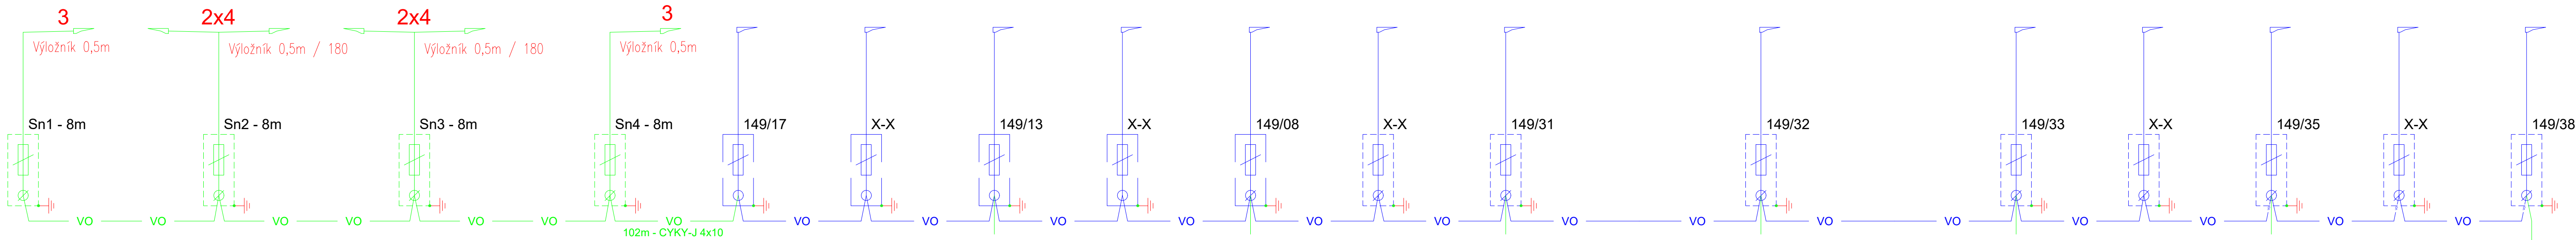 3 2x4 2x4 3
Výložník 0,5m Výložník 0,5m / 180 Výložník 0,5m / 180 Výložník 0,5m
Sn1 - 8m Sn2 - 8m Sn3 - 8m Sn4 - 8m 149/17 X-X 149/13 X-X 149/08 X-X 149/31 149/32 149/33 X-X 149/35 X-X 149/38
VO VO VO VO VO VO VO VO VO VO VO VO VO VO VO VO VO VO VO VO VO
102m - CYKY-J 4x10